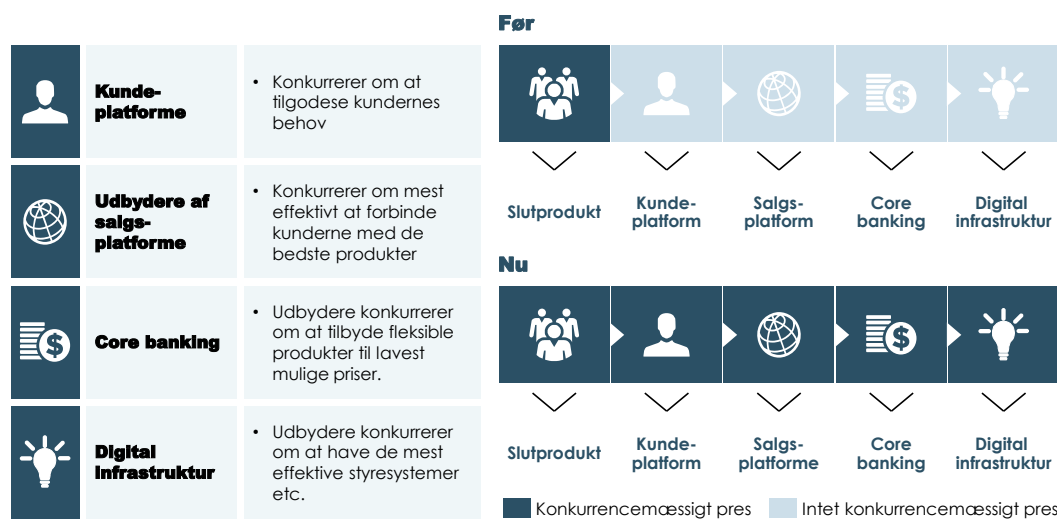 Kunde-
platforme
• Konkurrerer om at
tilgodese kundernes
behov
Udbydere af
salgs-
platforme
• Konkurrerer om mest
effektivt at forbinde
kunderne med de
bedste produkter
Core banking
• Udbydere konkurrerer
om at tilbyde fleksible
produkter til lavest
mulige priser.
Digital
infrastruktur
• Udbydere konkurrerer
om at have de mest
effektive styresystemer
etc.
Før
Slutprodukt
Kunde-
platform
Salgs-
platform
Core
banking
Digital
infrastruktur
Nu
Slutprodukt
Kunde-
platform
Salgs-
platforme
Core
banking
Digital
infrastruktur
Konkurrencemæssigt pres
Intet konkurrencemæssigt pres